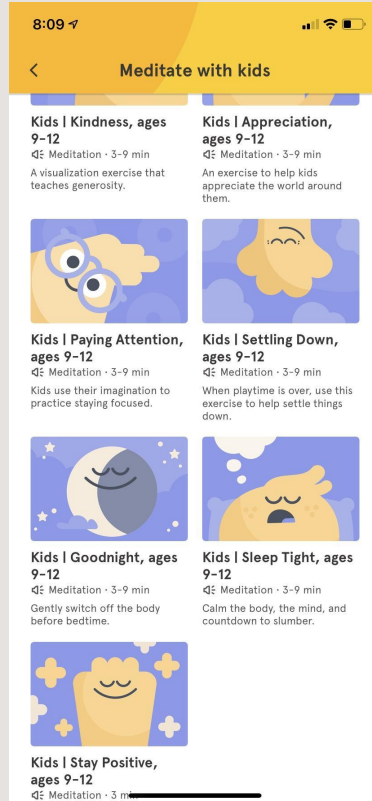 8:09
Meditate with kids
Kids | Kindness, ages
9-12
Meditation · 3-9 min
A visualization exercise that
teaches generosity.
Kids | Appreciation,
ages 9-12
Meditation · 3-9 min
An exercise to help kids
appreciate the world around
them.
Kids | Paying Attention,
ages 9-12
Meditation · 3-9 min
Kids use their imagination to
practice staying focused.
Kids | Settling Down,
ages 9-12
Meditation · 3-9 min
When playtime is over, use this
exercise to help settle things
down.
Kids | Goodnight, ages
9-12
Meditation · 3-9 min
Gently switch off the body
before bedtime.
Kids | Sleep Tight, ages
9-12
Meditation · 3-9 min
Calm the body, the mind, and
countdown to slumber.
Kids | Stay Positive,
ages 9-12
Meditation · 3